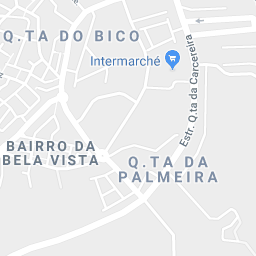 Q.TA DO BICO
Intermarché
Estr. Q.ta da Carcereira
BAIRRO DA
BELA VISTA
Q.TA DA
PALMEIRA